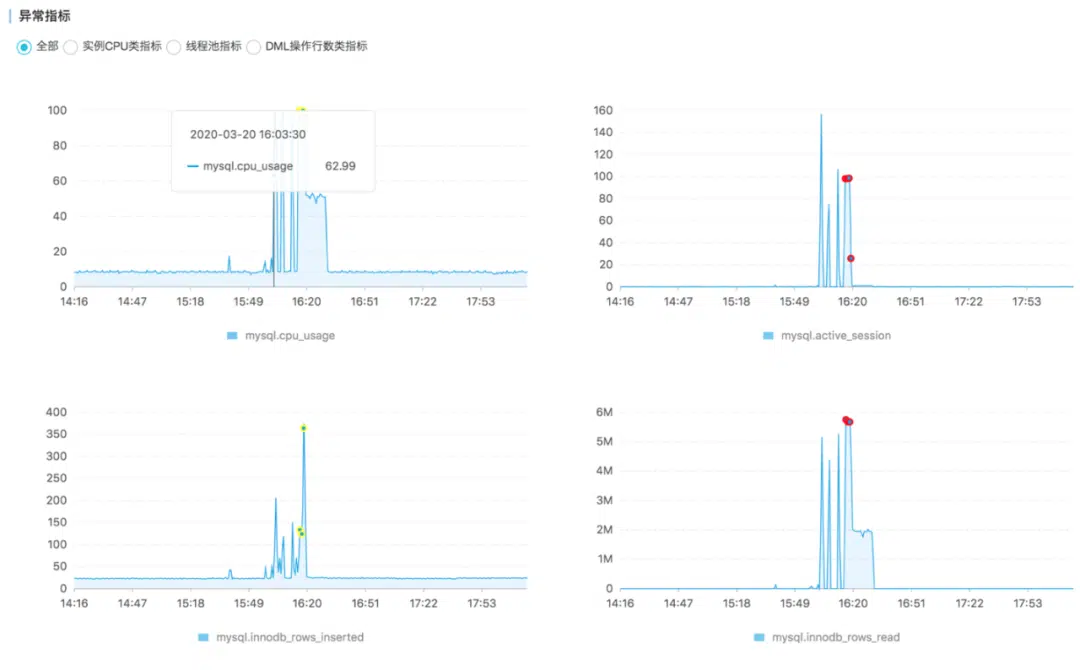 异常指标
全部 实例CPU类指标 线程池指标 DML操作行数类指标
100
80
60
40
20
0
2020-03-20 16:03:30
mysql.cpu_usage 62.99
14:16 14:47 15:18 15:49 16:20 16:51 17:22 17:53
mysql.cpu_usage
160
140
120
100
80
60
40
20
0
14:16 14:47 15:18 15:49 16:20 16:51 17:22 17:53
mysql.active_session
400
350
300
250
200
150
100
50
0
14:16 14:47 15:18 15:49 16:20 16:51 17:22 17:53
mysql.innodb_rows_inserted
6M
5M
4M
3M
2M
1M
0
14:16 14:47 15:18 15:49 16:20 16:51 17:22 17:53
mysql.innodb_rows_read